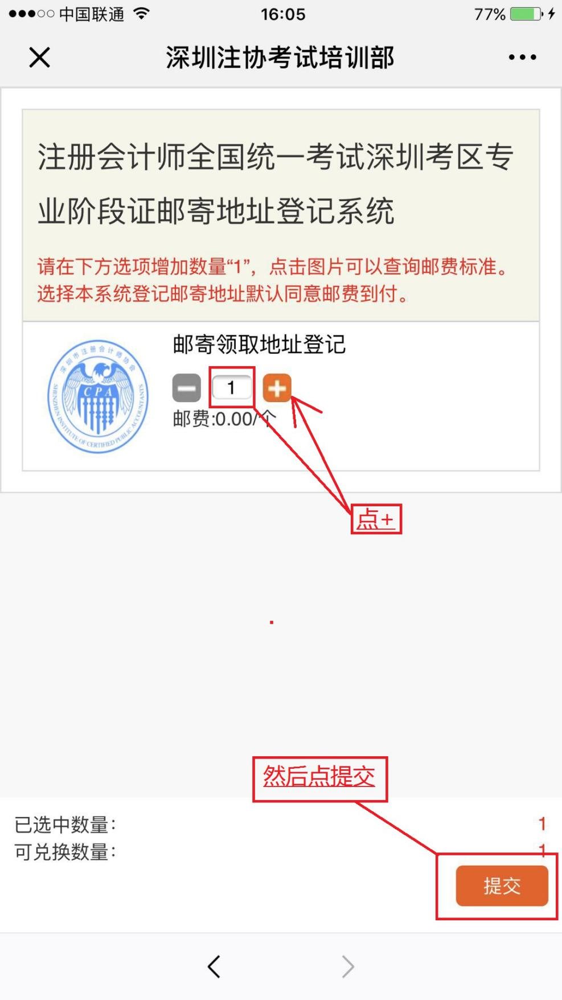 中国联通
16:05
77%
深圳注协考试培训部
注册会计师全国统一考试深圳考区专
业阶段证邮寄地址登记系统
请在下方选项增加数量“1”，点击图片可以查询邮费标准。
选择本系统登记邮寄地址默认同意邮费到付。
深圳市注册会计师协会
CPA
SHENZHEN INSTITUTE OF CERTIFIED PUBLIC ACCOUNTANTS
邮寄领取地址登记
1
邮费:0.00/个
点+
然后点提交
已选中数量： 1
可兑换数量： 1
提交